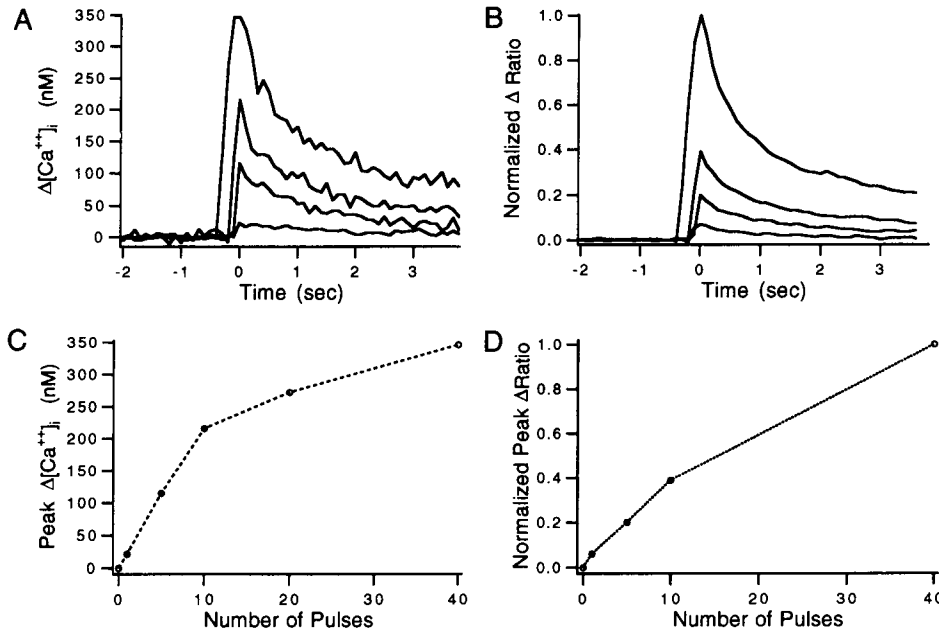 A
Δ[Ca⁺⁺]ᵢ (nM)
350
300
250
200
150
100
50
0
-2 -1 0 1 2 3
Time (sec)
B
Normalized Δ Ratio
1.0
0.8
0.6
0.4
0.2
0.0
-2 -1 0 1 2 3
Time (sec)
C
Peak Δ[Ca⁺⁺]ᵢ (nM)
350
300
250
200
150
100
50
0
0 10 20 30 40
Number of Pulses
D
Normalized Peak ΔRatio
1.0
0.8
0.6
0.4
0.2
0.0
0 10 20 30 40
Number of Pulses